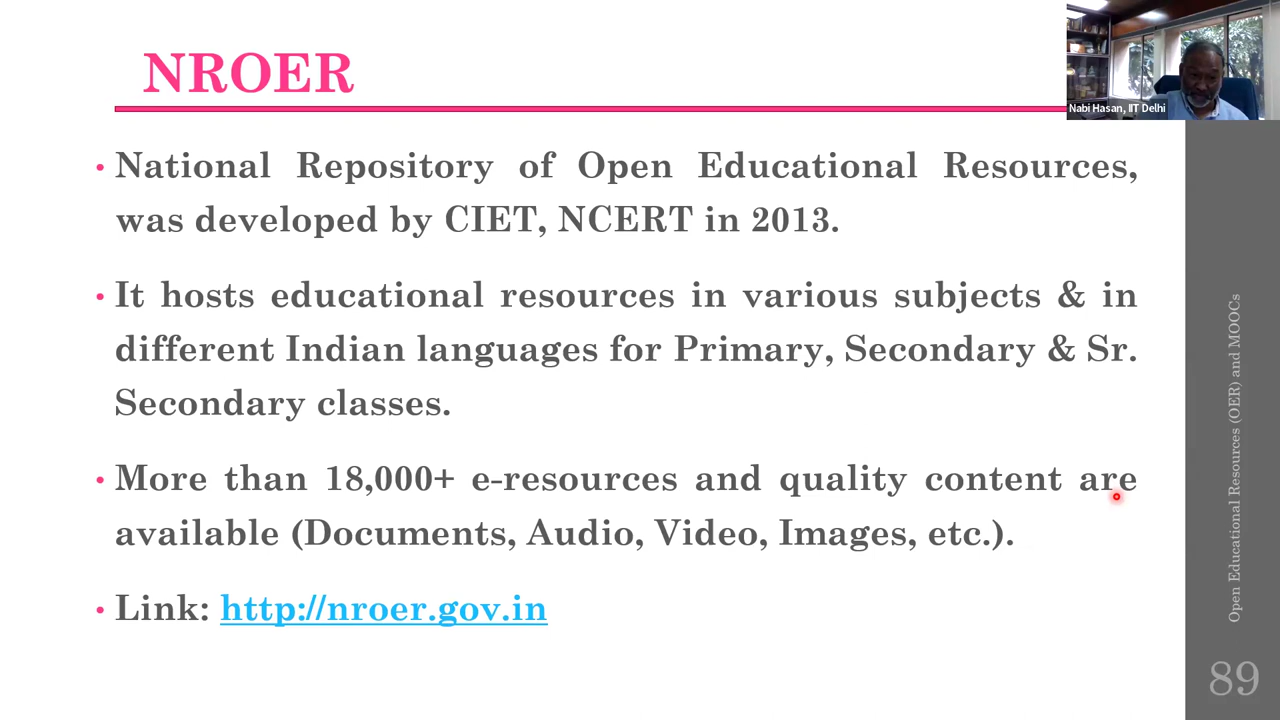 NROER
Nabi Hasan, IIT Delhi
• National Repository of Open Educational Resources,
was developed by CIET, NCERT in 2013.
• It hosts educational resources in various subjects & in
different Indian languages for Primary, Secondary & Sr.
Secondary classes.
• More than 18,000+ e-resources and quality content are
available (Documents, Audio, Video, Images, etc.).
• Link: http://nroer.gov.in
Open Educational Resources (OER) and MOOCs
89